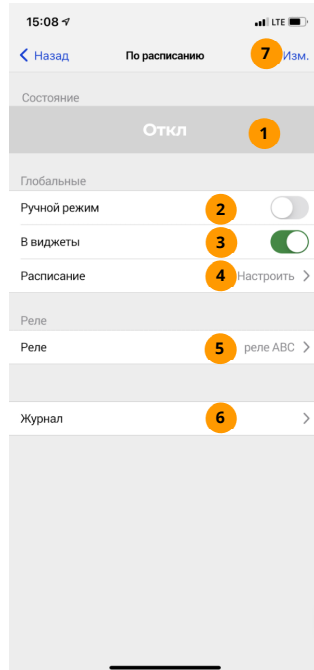 15:08 LTE
Назад По расписанию 7 Изм.
Состояние
Откл 1
Глобальные
Ручной режим 2
В виджеты 3
Расписание 4 Настроить
Реле
Реле 5 реле ABC
Журнал 6